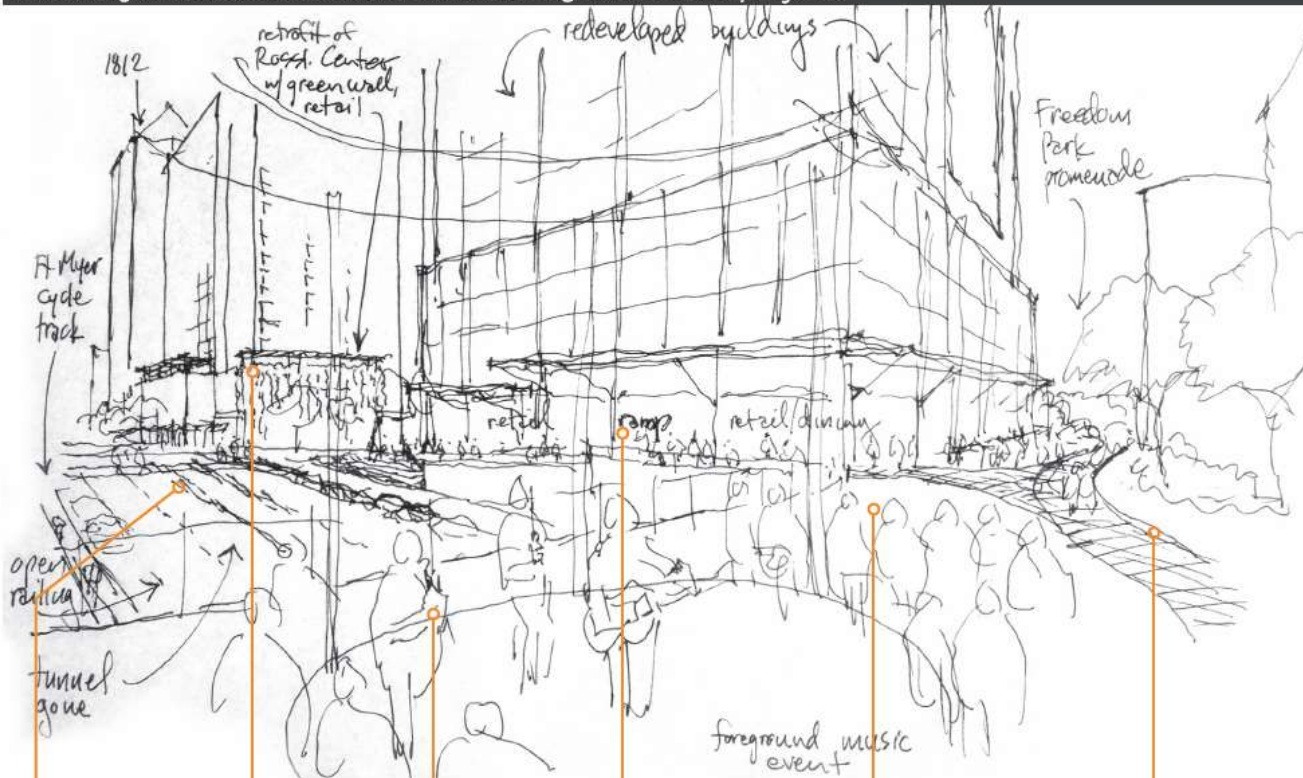 1812
retrofit of
Rossl. Center
w/ greenwall,
retail
redeveloped buildings
Freedom
Park
promenade
Ft Myer
cycle
track
retail
ramp
retail/dining
open
railing
tunnel
gone
foreground music
event